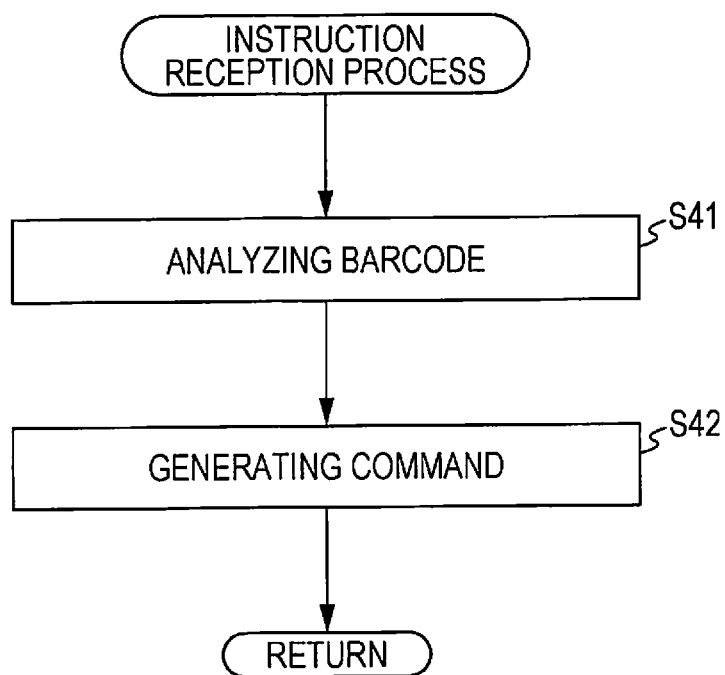 INSTRUCTION
RECEPTION PROCESS
S41
ANALYZING BARCODE
S42
GENERATING COMMAND
RETURN